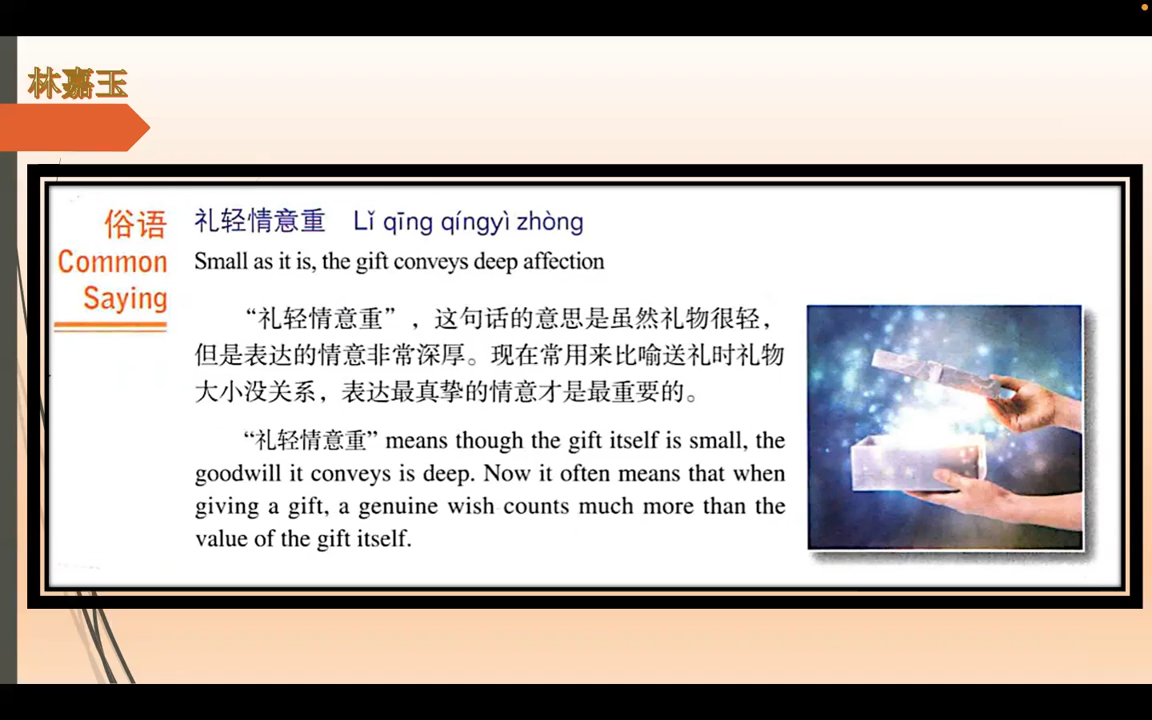 林嘉玉
俗语
Common
Saying
礼轻情意重 Lǐ qīng qíngyì zhòng
Small as it is, the gift conveys deep affection
“礼轻情意重”，这句话的意思是虽然礼物很轻，
但是表达的情意非常深厚。现在常用来比喻送礼时礼物
大小没关系，表达最真挚的情意才是最重要的。
“礼轻情意重” means though the gift itself is small, the
goodwill it conveys is deep. Now it often means that when
giving a gift, a genuine wish counts much more than the
value of the gift itself.